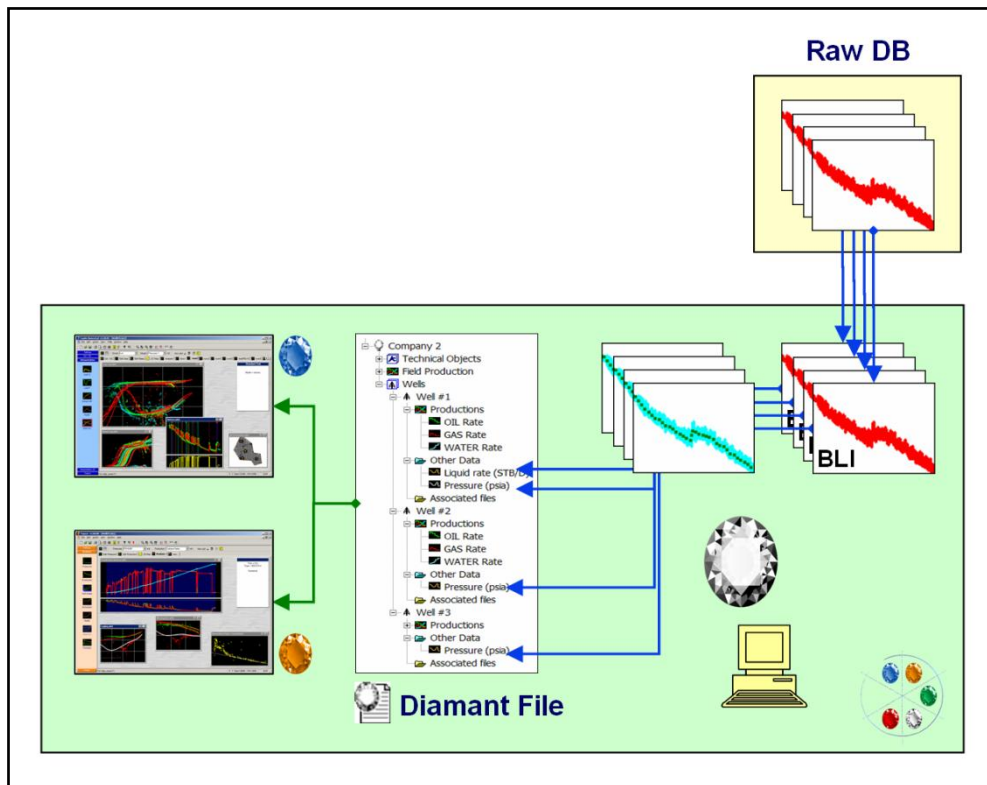 Raw DB
Company 2
Technical Objects
Field Production
Wells
Well #1
Productions
OIL Rate
GAS Rate
WATER Rate
Other Data
Liquid rate (STB/D
Pressure (psia)
Associated files
Well #2
Productions
OIL Rate
GAS Rate
WATER Rate
Other Data
Pressure (psia)
Associated files
Well #3
Productions
Other Data
Pressure (psia)
Associated files
BLI
Diamant File